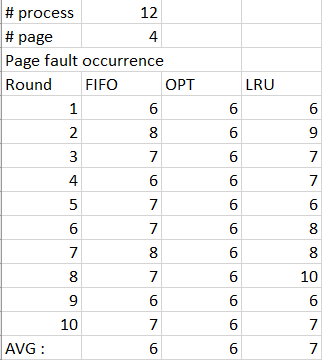 # process 12
# page 4
Page fault occurrence
Round FIFO OPT LRU
1 6 6 6
2 8 6 9
3 7 6 7
4 6 6 7
5 7 6 6
6 7 6 8
7 8 6 8
8 7 6 10
9 6 6 6
10 7 6 7
AVG : 6 6 7